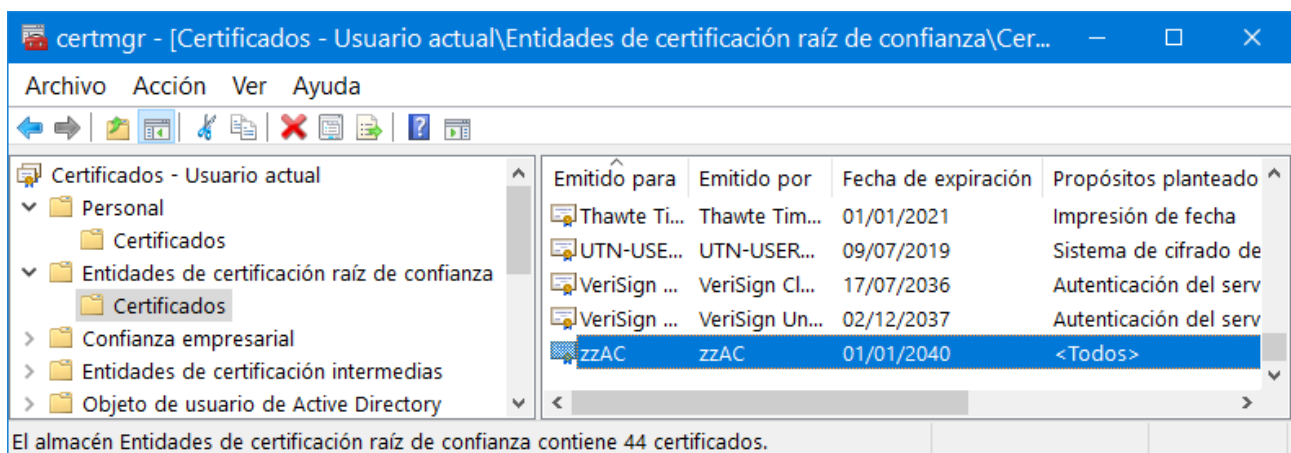 certmgr - [Certificados - Usuario actual\Entidades de certificación raíz de confianza\Cer...
Archivo Acción Ver Ayuda
Certificados - Usuario actual
Personal
Certificados
Entidades de certificación raíz de confianza
Certificados
Confianza empresarial
Entidades de certificación intermedias
Objeto de usuario de Active Directory
Emitido para Emitido por Fecha de expiración Propósitos planteado
Thawte Ti... Thawte Tim... 01/01/2021 Impresión de fecha
UTN-USE... UTN-USER... 09/07/2019 Sistema de cifrado de
VeriSign ... VeriSign Cl... 17/07/2036 Autenticación del serv
VeriSign ... VeriSign Un... 02/12/2037 Autenticación del serv
zzAC zzAC 01/01/2040 <Todos>
El almacén Entidades de certificación raíz de confianza contiene 44 certificados.